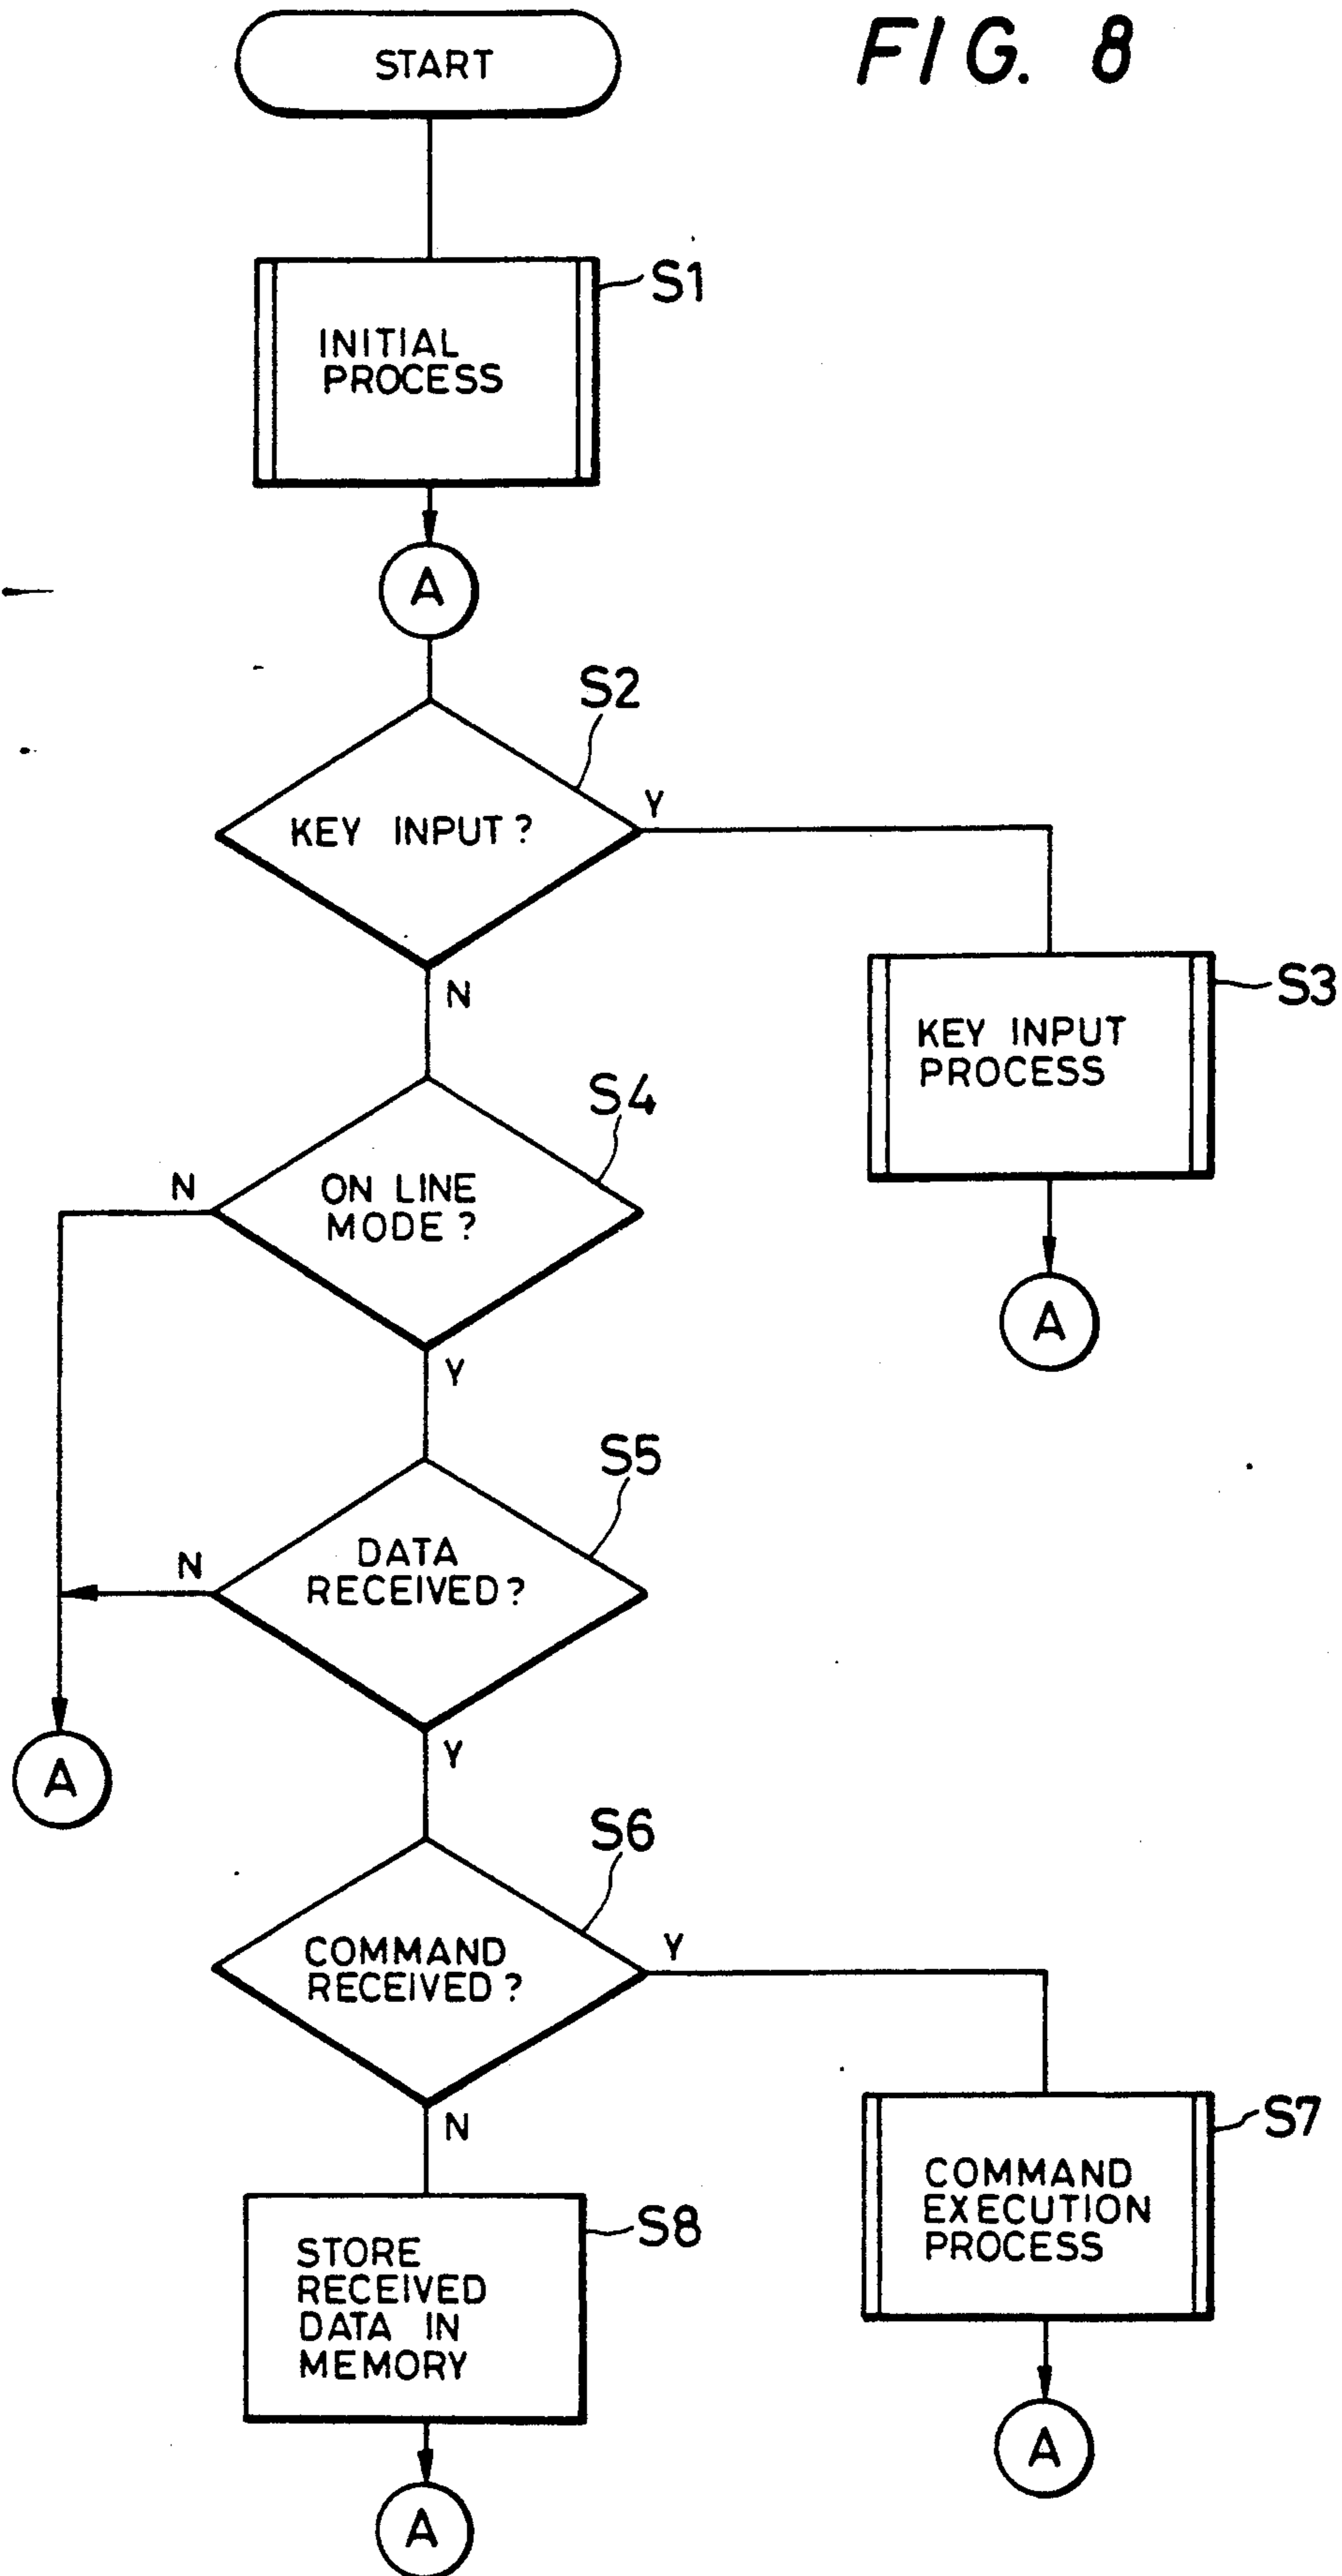 FIG. 8
START
S1
INITIAL
PROCESS
A
S2
KEY INPUT?
Y
N
S3
KEY INPUT
PROCESS
A
S4
ON LINE
MODE?
N
Y
S5
DATA
RECEIVED?
N
Y
A
S6
COMMAND
RECEIVED?
Y
N
S7
COMMAND
EXECUTION
PROCESS
A
S8
STORE
RECEIVED
DATA IN
MEMORY
A